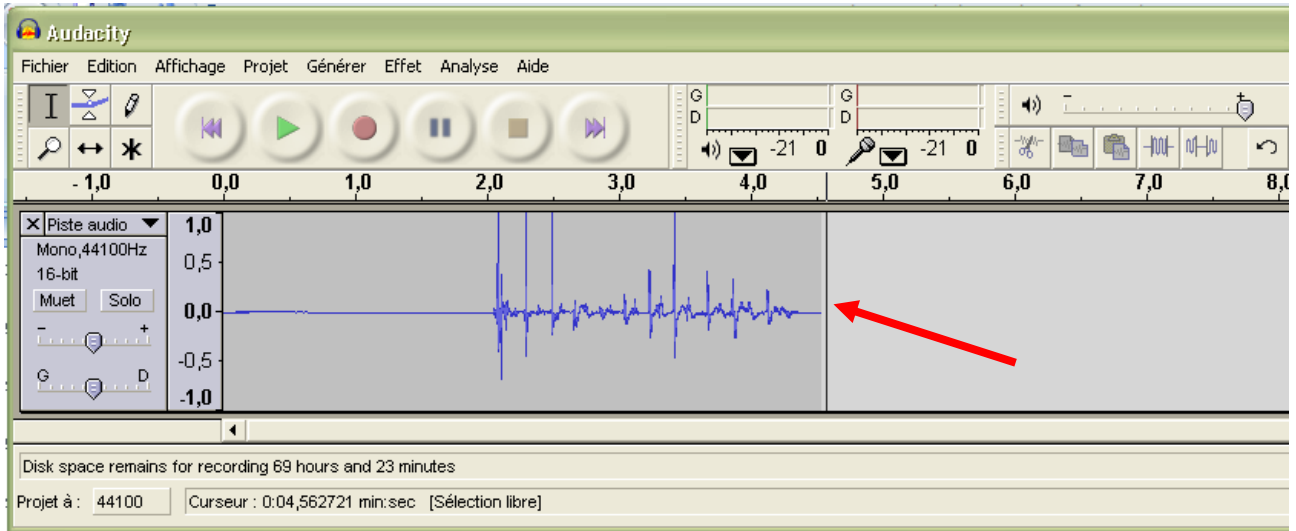 Audacity
Fichier Edition Affichage Projet Générer Effet Analyse Aide
G
D
-21 0
G
D
-21 0
- +
- 1,0 0,0 1,0 2,0 3,0 4,0 5,0 6,0 7,0 8,0
Piste audio
Mono,44100Hz
16-bit
Muet Solo
- +
G D
1,0
0,5
0,0
-0,5
-1,0
Disk space remains for recording 69 hours and 23 minutes
Projet à : 44100 Curseur : 0:04,562721 min:sec [Sélection libre]